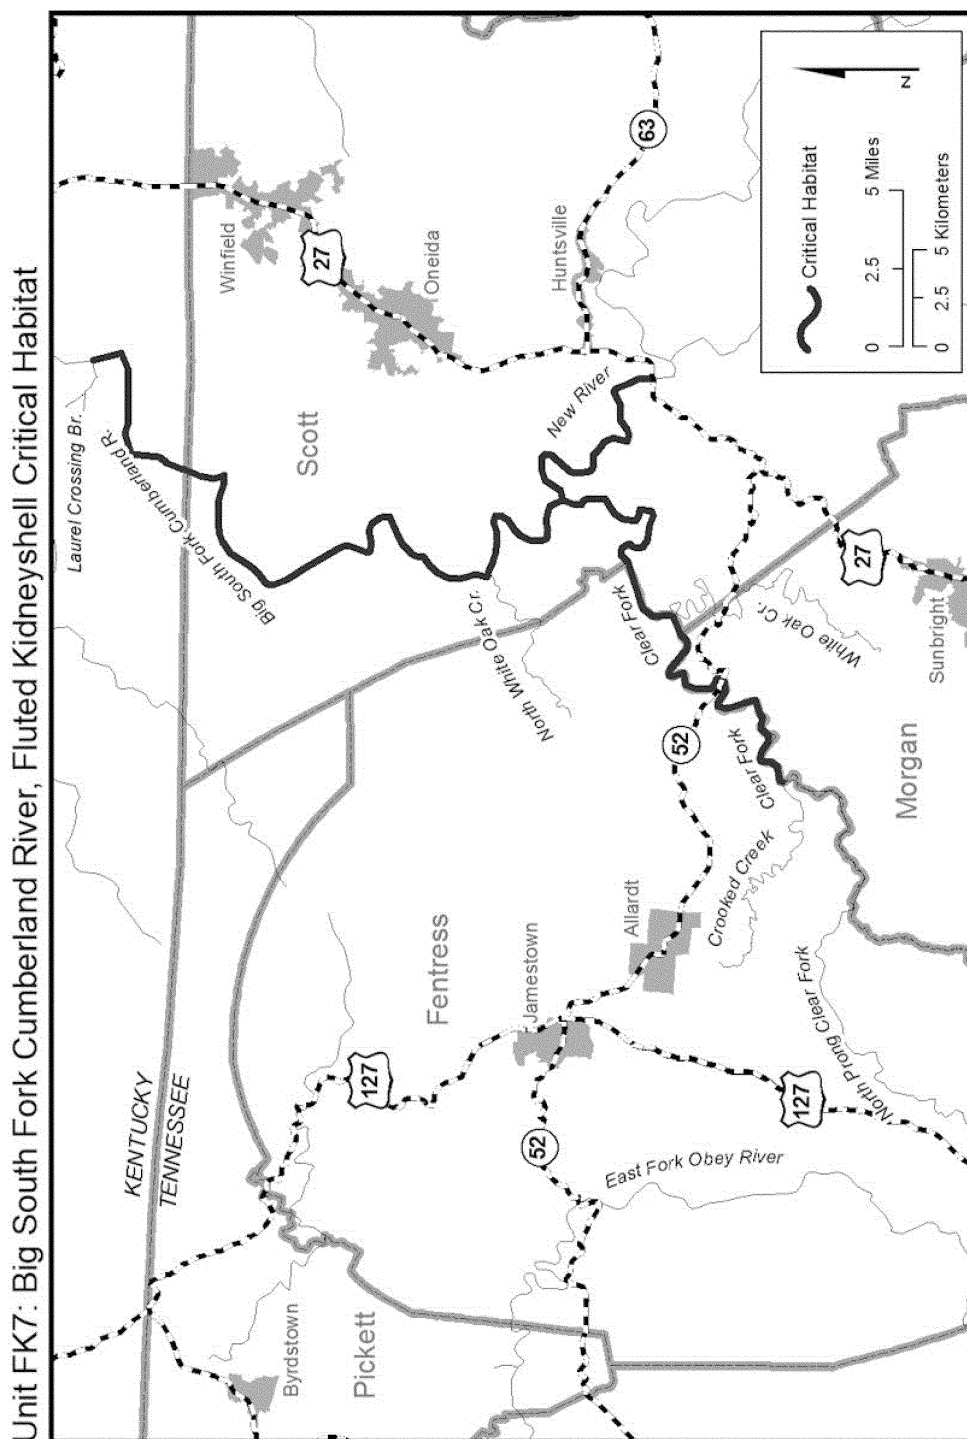 Unit FK7: Big South Fork Cumberland River, Fluted Kidneyshell Critical Habitat
KENTUCKY
TENNESSEE
Laurel Crossing Br.
Big South Fork Cumberland R.
Winfield
27
Oneida
Scott
Byrdstown
Pickett
127
Fentress
Jamestown
52
Allardt
52
North White Oak Cr.
New River
Huntsville
63
Clear Fork
Clear Fork
Crooked Creek
White Oak Cr.
East Fork Obey River
127
North Prong Clear Fork
Morgan
Sunbright
27
Critical Habitat
0 2.5 5 Miles
0 2.5 5 Kilometers
N